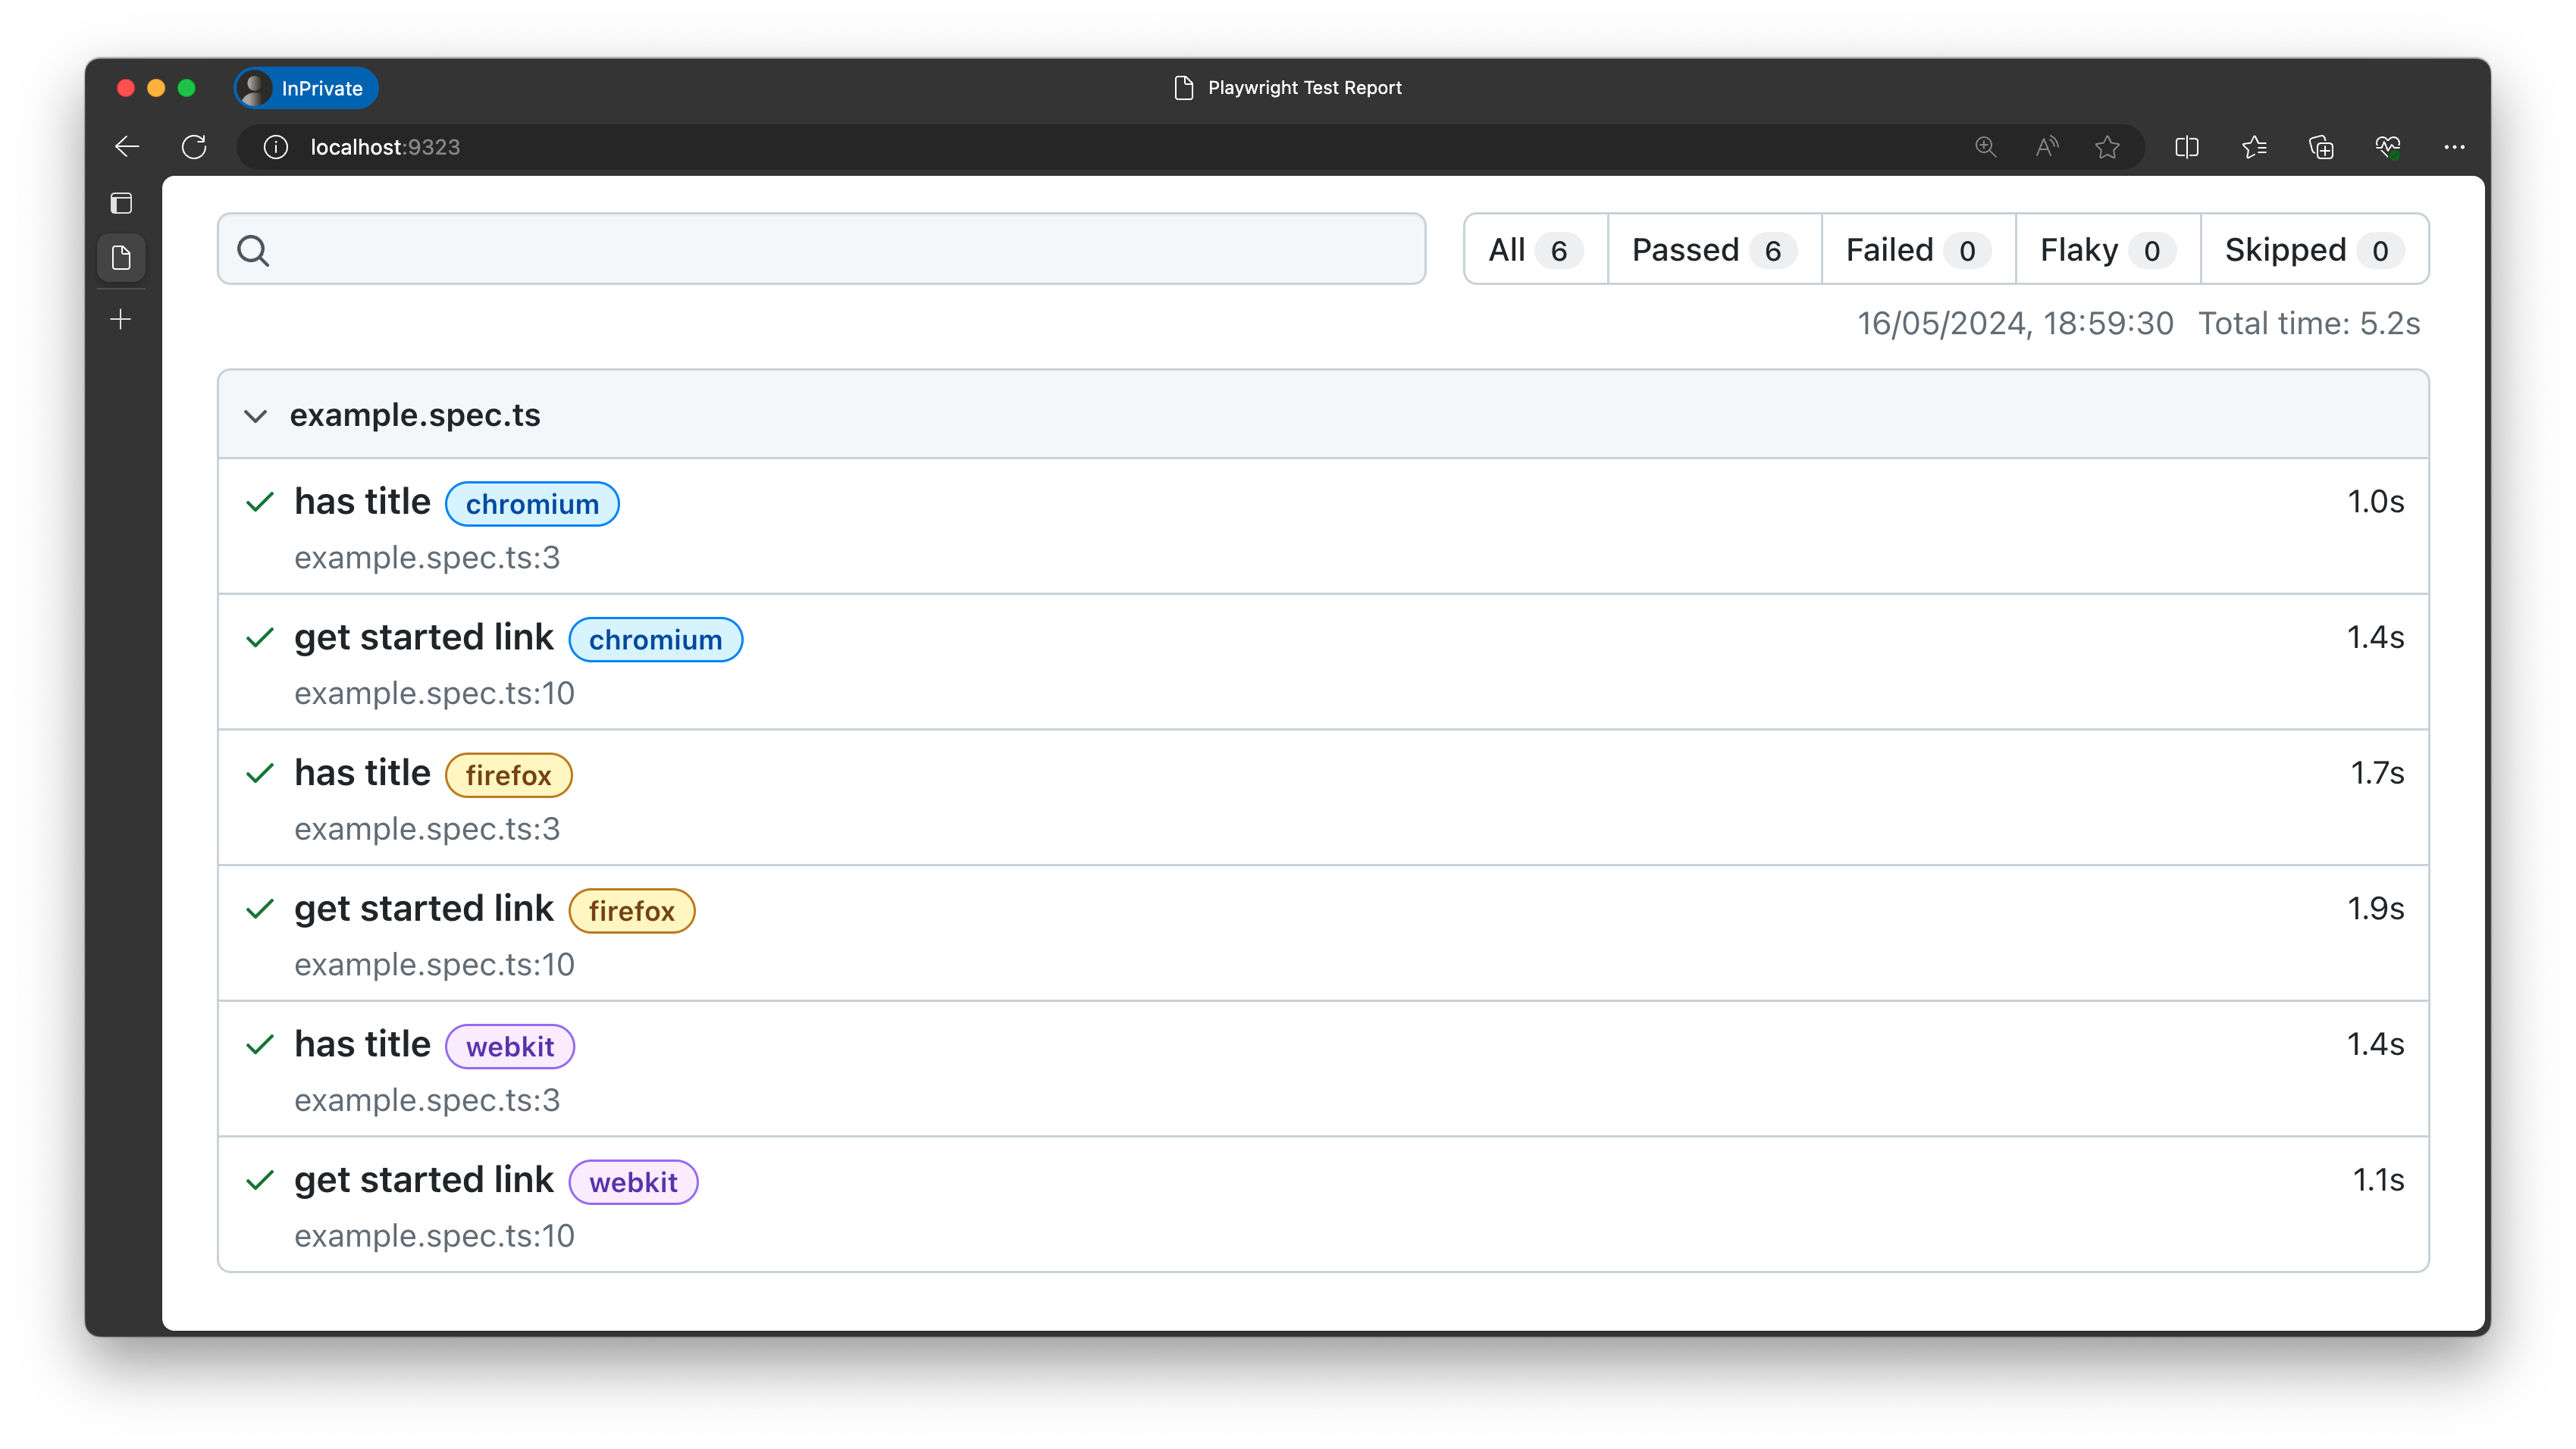 InPrivate
Playwright Test Report
localhost:9323
All 6 Passed 6 Failed 0 Flaky 0 Skipped 0
16/05/2024, 18:59:30 Total time: 5.2s
example.spec.ts
has title chromium 1.0s
example.spec.ts:3
get started link chromium 1.4s
example.spec.ts:10
has title firefox 1.7s
example.spec.ts:3
get started link firefox 1.9s
example.spec.ts:10
has title webkit 1.4s
example.spec.ts:3
get started link webkit 1.1s
example.spec.ts:10